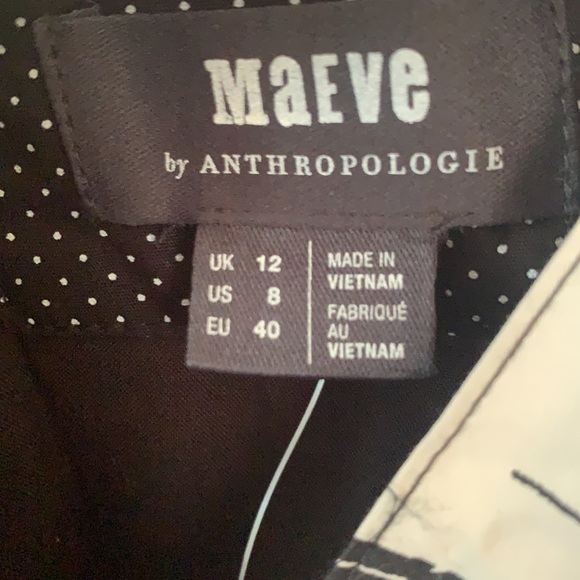 MaEVe
by ANTHROPOLOGIE
UK 12
US 8
EU 40
MADE IN
VIETNAM
FABRIQUÉ
AU
VIETNAM